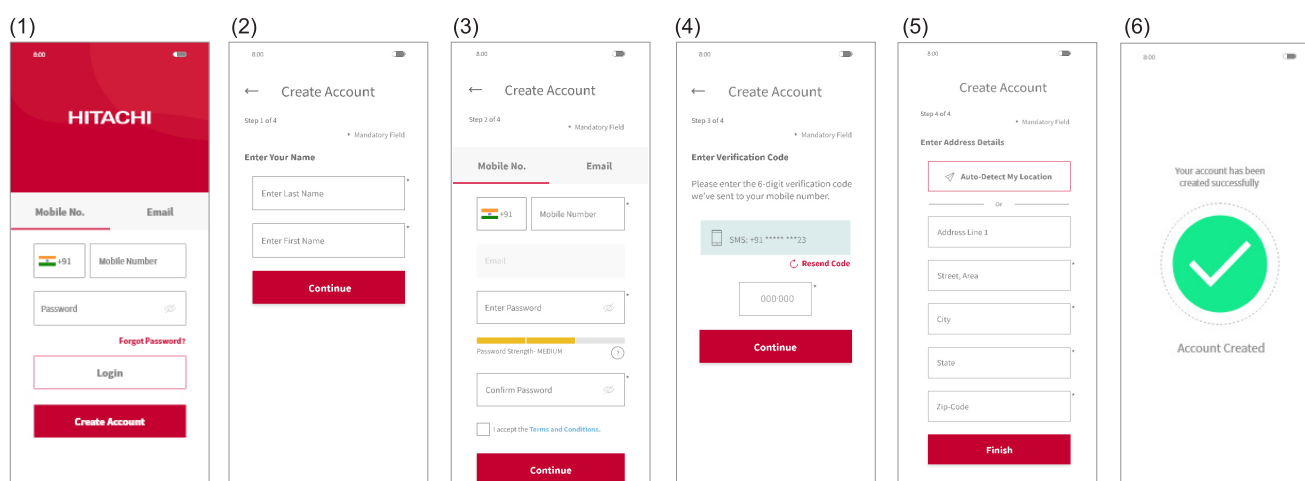 (1)
8:00
HITACHI
Mobile No. Email
+91 Mobile Number
Password
Forgot Password?
Login
Create Account
(2)
8:00
← Create Account
Step 1 of 4
* Mandatory Field
Enter Your Name
Enter Last Name *
Enter First Name *
Continue
(3)
8:00
← Create Account
Step 2 of 4
* Mandatory Field
Mobile No. Email
+91 Mobile Number *
Email
Enter Password *
Password Strength- MEDIUM ?
Confirm Password *
I accept the Terms and Conditions.
Continue
(4)
8:00
← Create Account
Step 3 of 4
* Mandatory Field
Enter Verification Code
Please enter the 6-digit verification code
we've sent to your mobile number.
SMS: +91 ***** ***23
Resend Code
000-000 *
Continue
(5)
8:00
Create Account
Step 4 of 4
* Mandatory Field
Enter Address Details
Auto-Detect My Location
Or
Address Line 1
Street, Area *
City *
State *
Zip-Code *
Finish
(6)
8:00
Your account has been
created successfully
Account Created